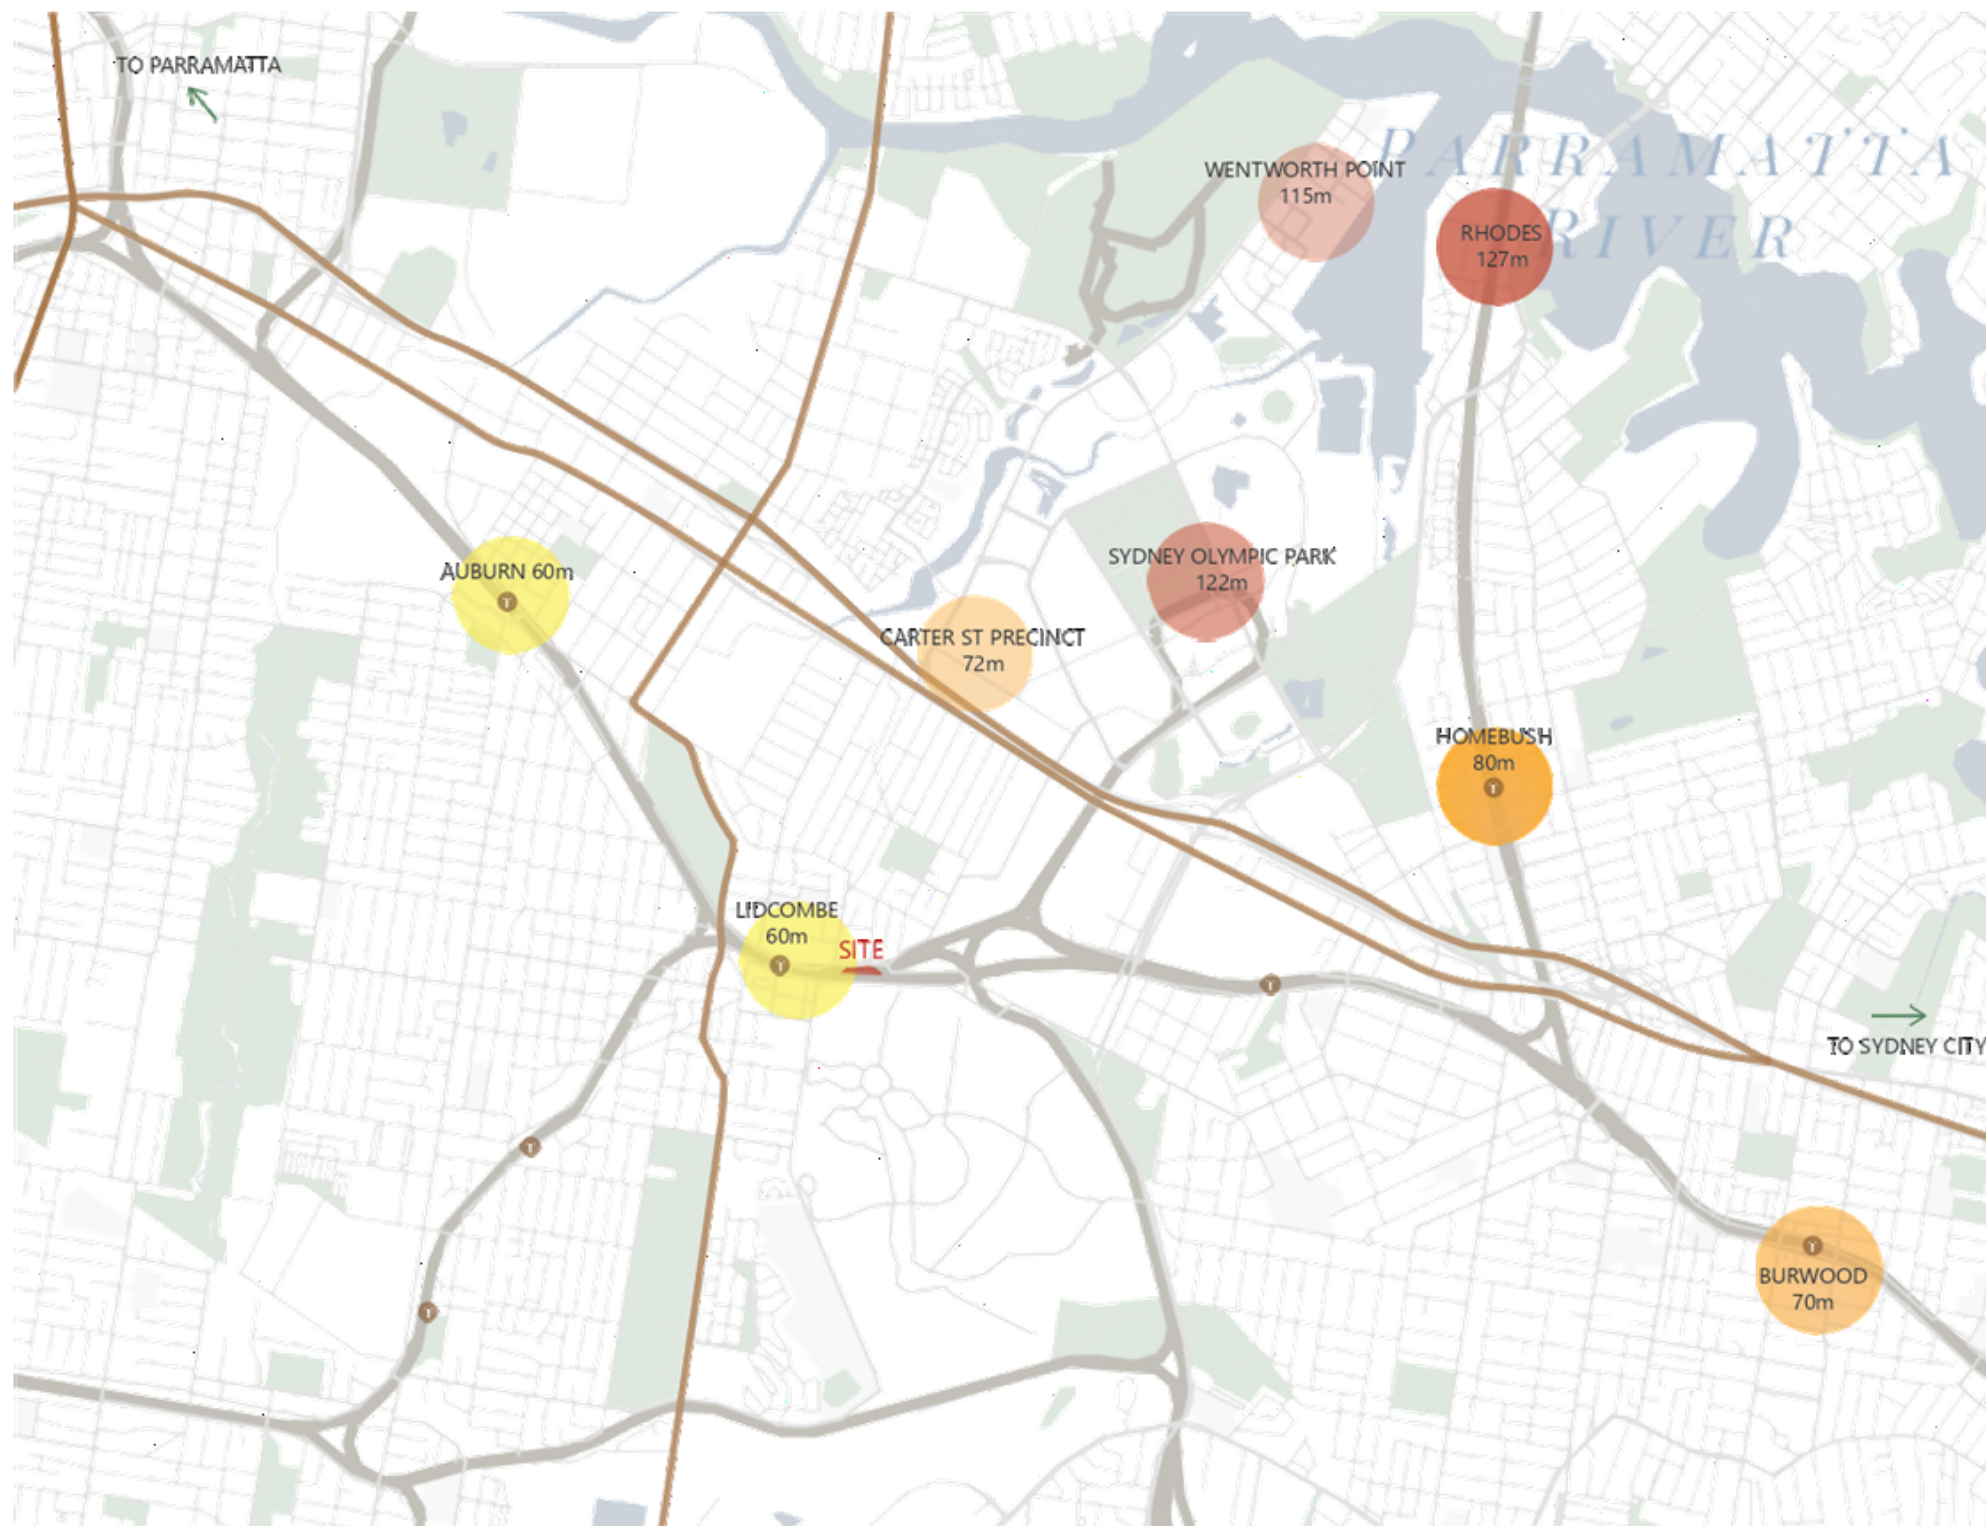 TO PARRAMATTA
PARRAMATTA
RIVER
WENTWORTH POINT
115m
RHODES
127m
SYDNEY OLYMPIC PARK
122m
AUBURN 60m
T
CARTER ST PRECINCT
72m
HOMEBUSH
80m
T
LIDCOMBE
60m
T
SITE
T
TO SYDNEY CITY
T
BURWOOD
70m
T
T